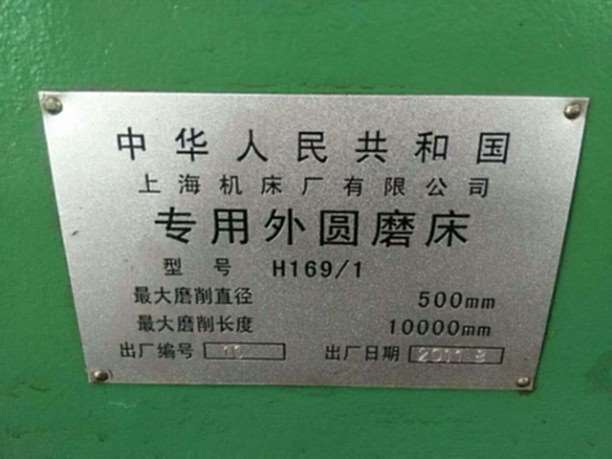 中华人民共和国
上海机床厂有限公司
专用外圆磨床
型号 H169/1
最大磨削直径 500mm
最大磨削长度 10000mm
出厂编号 出厂日期 2011 8